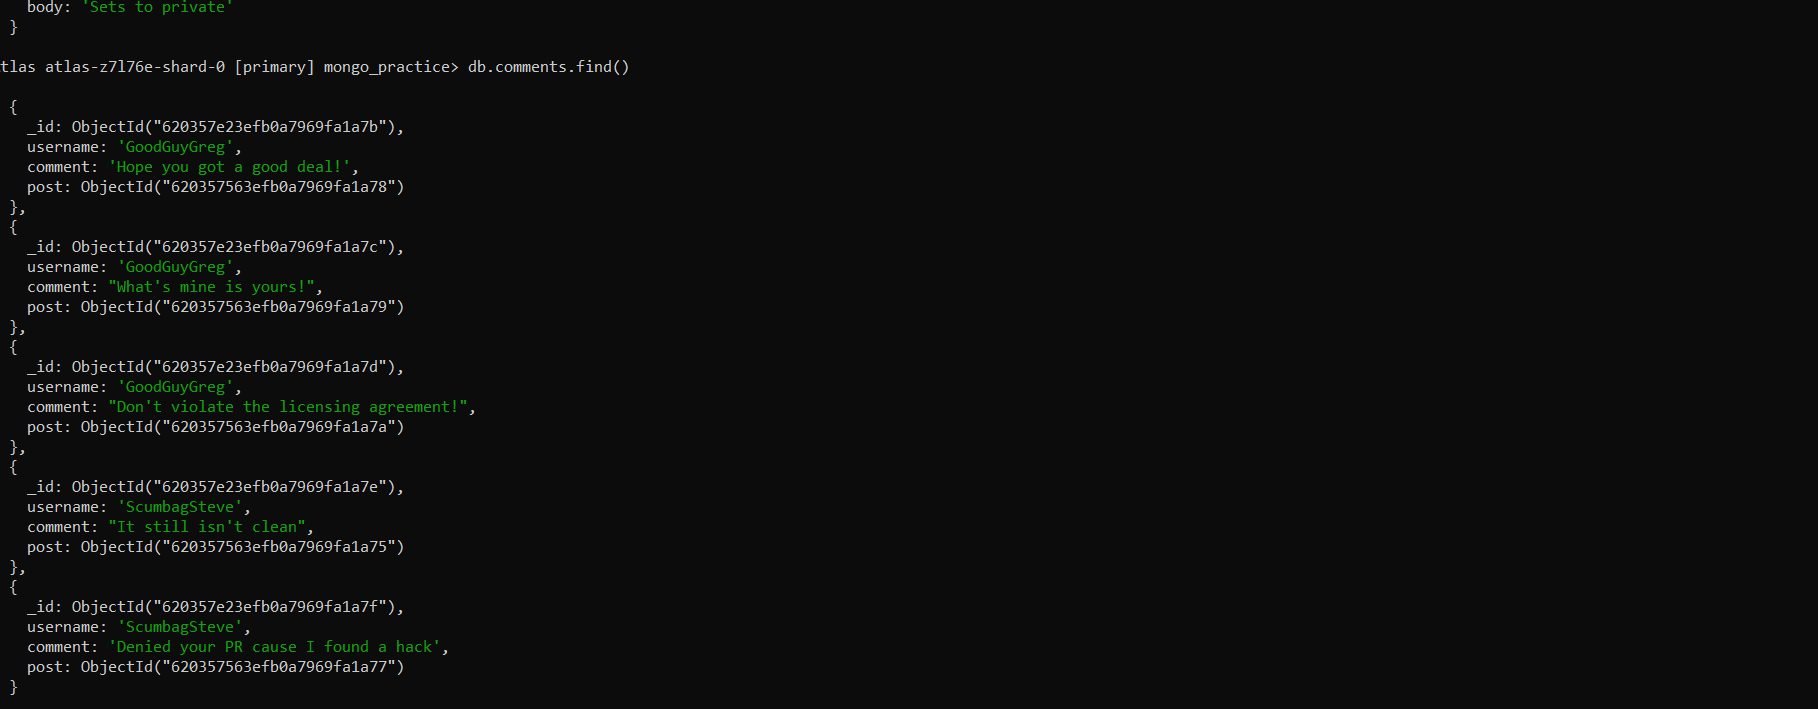 body: 'Sets to private'
}
tlas atlas-z7l76e-shard-0 [primary] mongo_practice> db.comments.find()
{
_id: ObjectId("620357e23efb0a7969fa1a7b"),
username: 'GoodGuyGreg',
comment: 'Hope you got a good deal!',
post: ObjectId("620357563efb0a7969fa1a78")
},
{
_id: ObjectId("620357e23efb0a7969fa1a7c"),
username: 'GoodGuyGreg',
comment: "What's mine is yours!",
post: ObjectId("620357563efb0a7969fa1a79")
},
{
_id: ObjectId("620357e23efb0a7969fa1a7d"),
username: 'GoodGuyGreg',
comment: "Don't violate the licensing agreement!",
post: ObjectId("620357563efb0a7969fa1a7a")
},
{
_id: ObjectId("620357e23efb0a7969fa1a7e"),
username: 'ScumbagSteve',
comment: "It still isn't clean",
post: ObjectId("620357563efb0a7969fa1a75")
},
{
_id: ObjectId("620357e23efb0a7969fa1a7f"),
username: 'ScumbagSteve',
comment: 'Denied your PR cause I found a hack',
post: ObjectId("620357563efb0a7969fa1a77")
}